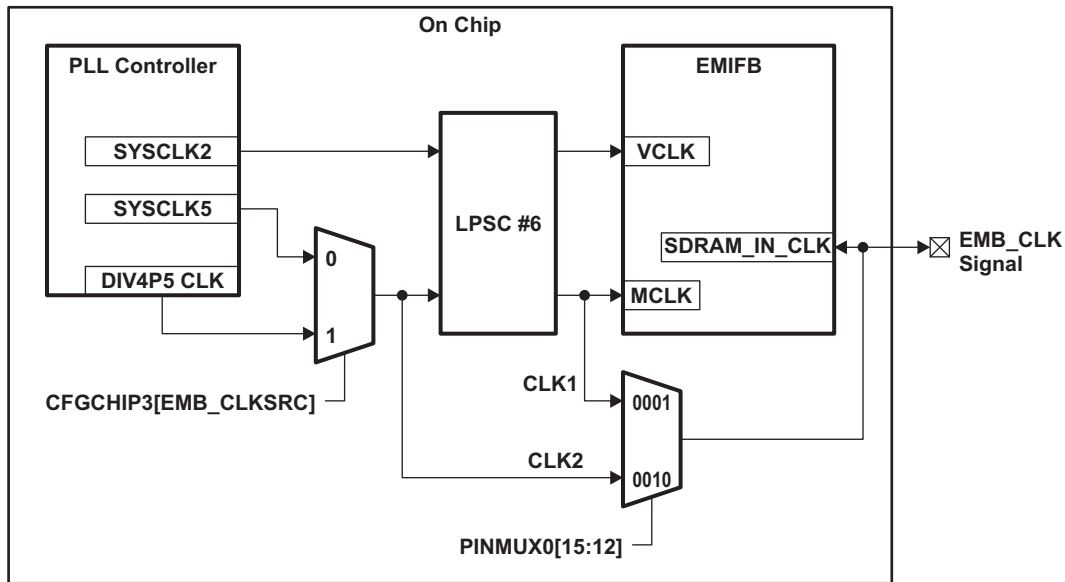 On Chip
PLL Controller
EMIFB
SYSCLK2
VCLK
SYSCLK5
LPSC #6
0
SDRAM_IN_CLK
EMB_CLK
Signal
DIV4P5 CLK
MCLK
1
CLK1
CFGCHIP3[EMB_CLKSRC]
0001
CLK2
0010
PINMUX0[15:12]